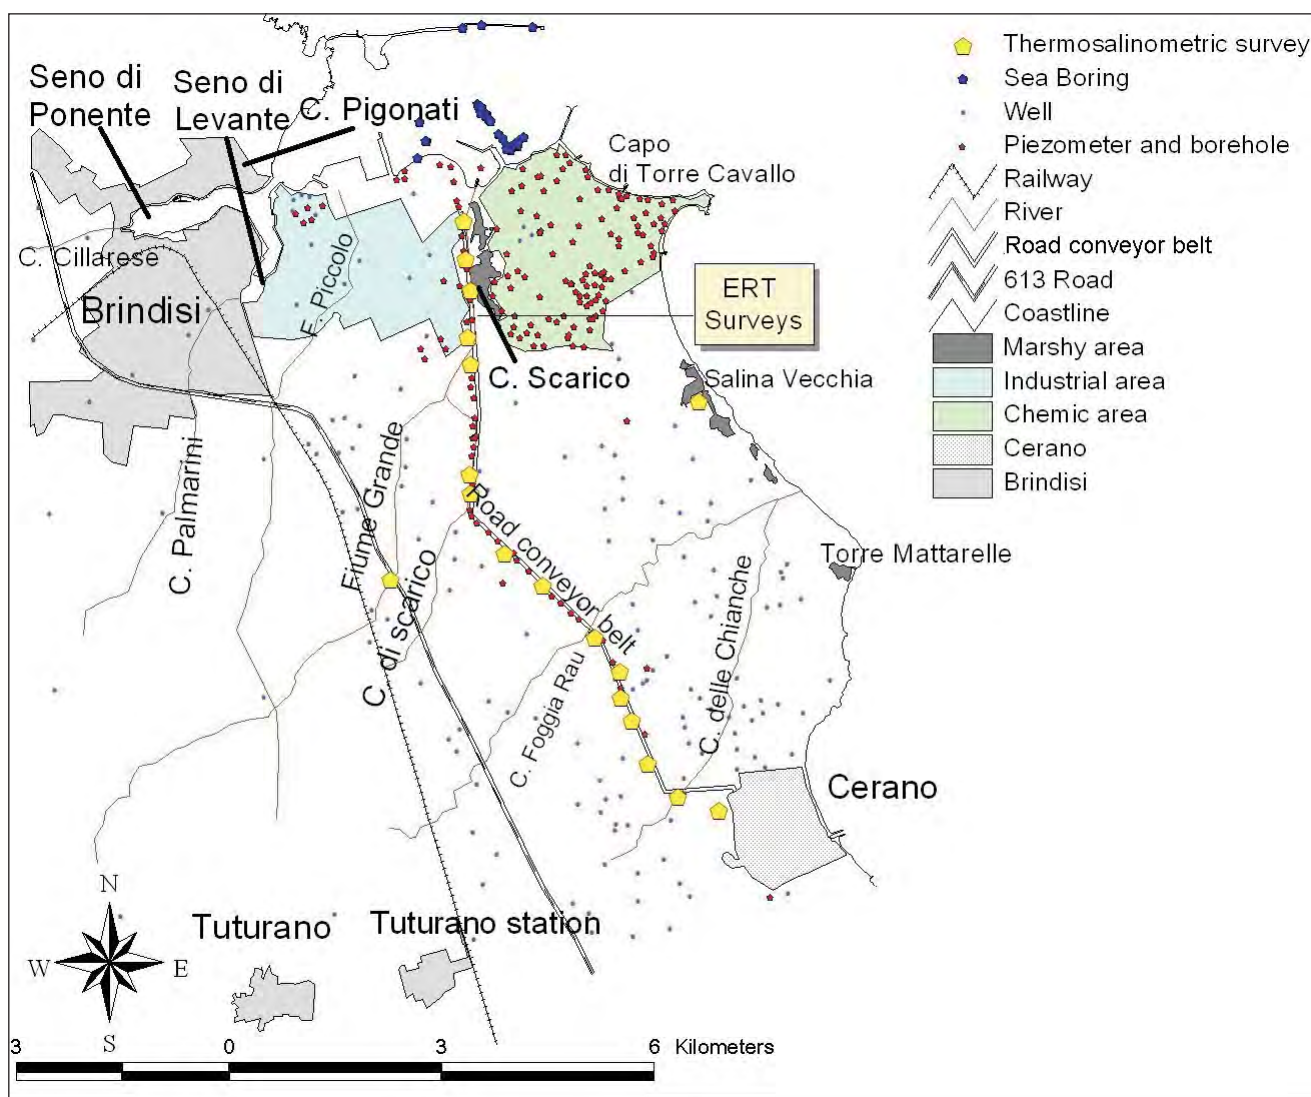 Seno di
Ponente
Seno di
Levante
C. Pigonati
Capo
di Torre Cavallo
C. Cillarese
Brindisi
F. Piccolo
ERT
Surveys
C. Scarico
Salina Vecchia
C. Palmarini
Fiume Grande
C. di scarico
Road conveyor belt
Torre Mattarelle
C. Foggia Rau
C. delle Chianche
Cerano
Tuturano
Tuturano station
N
W
E
S
3
0
3
6
Kilometers
Thermosalinometric survey
Sea Boring
Well
Piezometer and borehole
Railway
River
Road conveyor belt
613 Road
Coastline
Marshy area
Industrial area
Chemic area
Cerano
Brindisi